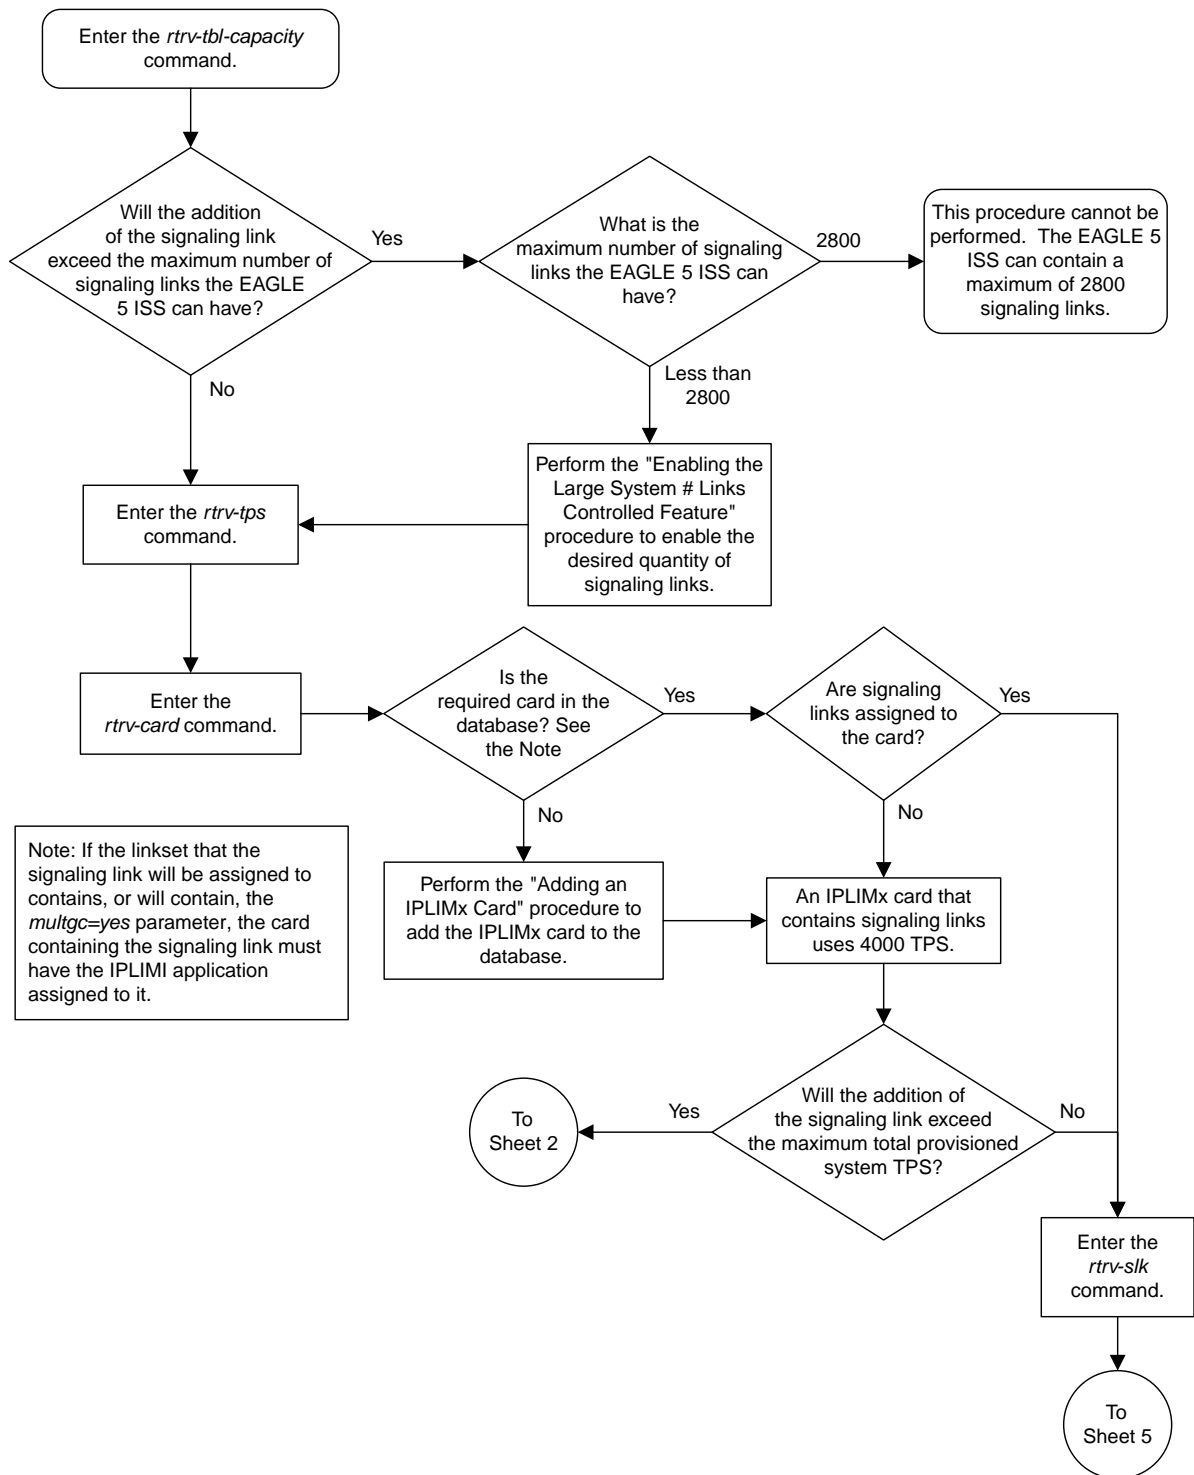 Enter the rtrv-tbl-capacity
command.
Will the addition
of the signaling link
exceed the maximum number of
signaling links the EAGLE
5 ISS can have?
Yes
What is the
maximum number of signaling
links the EAGLE 5 ISS can
have?
2800
This procedure cannot be
performed. The EAGLE 5
ISS can contain a
maximum of 2800
signaling links.
No
Less than
2800
Enter the rtrv-tps
command.
Perform the "Enabling the
Large System # Links
Controlled Feature"
procedure to enable the
desired quantity of
signaling links.
Enter the
rtrv-card command.
Is the
required card in the
database? See
the Note
Yes
Are signaling
links assigned to
the card?
Yes
No
No
Note: If the linkset that the
signaling link will be assigned to
contains, or will contain, the
multgc=yes parameter, the card
containing the signaling link must
have the IPLIMI application
assigned to it.
Perform the "Adding an
IPLIMx Card" procedure to
add the IPLIMx card to the
database.
An IPLIMx card that
contains signaling links
uses 4000 TPS.
To
Sheet 2
Yes
Will the addition of
the signaling link exceed
the maximum total provisioned
system TPS?
No
Enter the
rtrv-slk
command.
To
Sheet 5